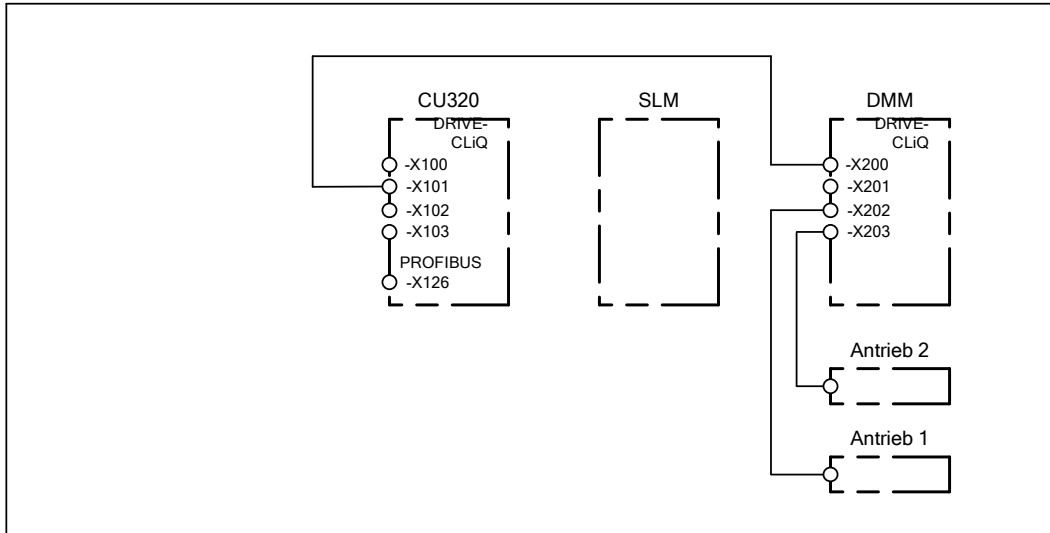 CU320
DRIVE-
CLiQ
-X100
-X101
-X102
-X103
PROFIBUS
-X126
SLM
DMM
DRIVE-
CLiQ
-X200
-X201
-X202
-X203
Antrieb 2
Antrieb 1